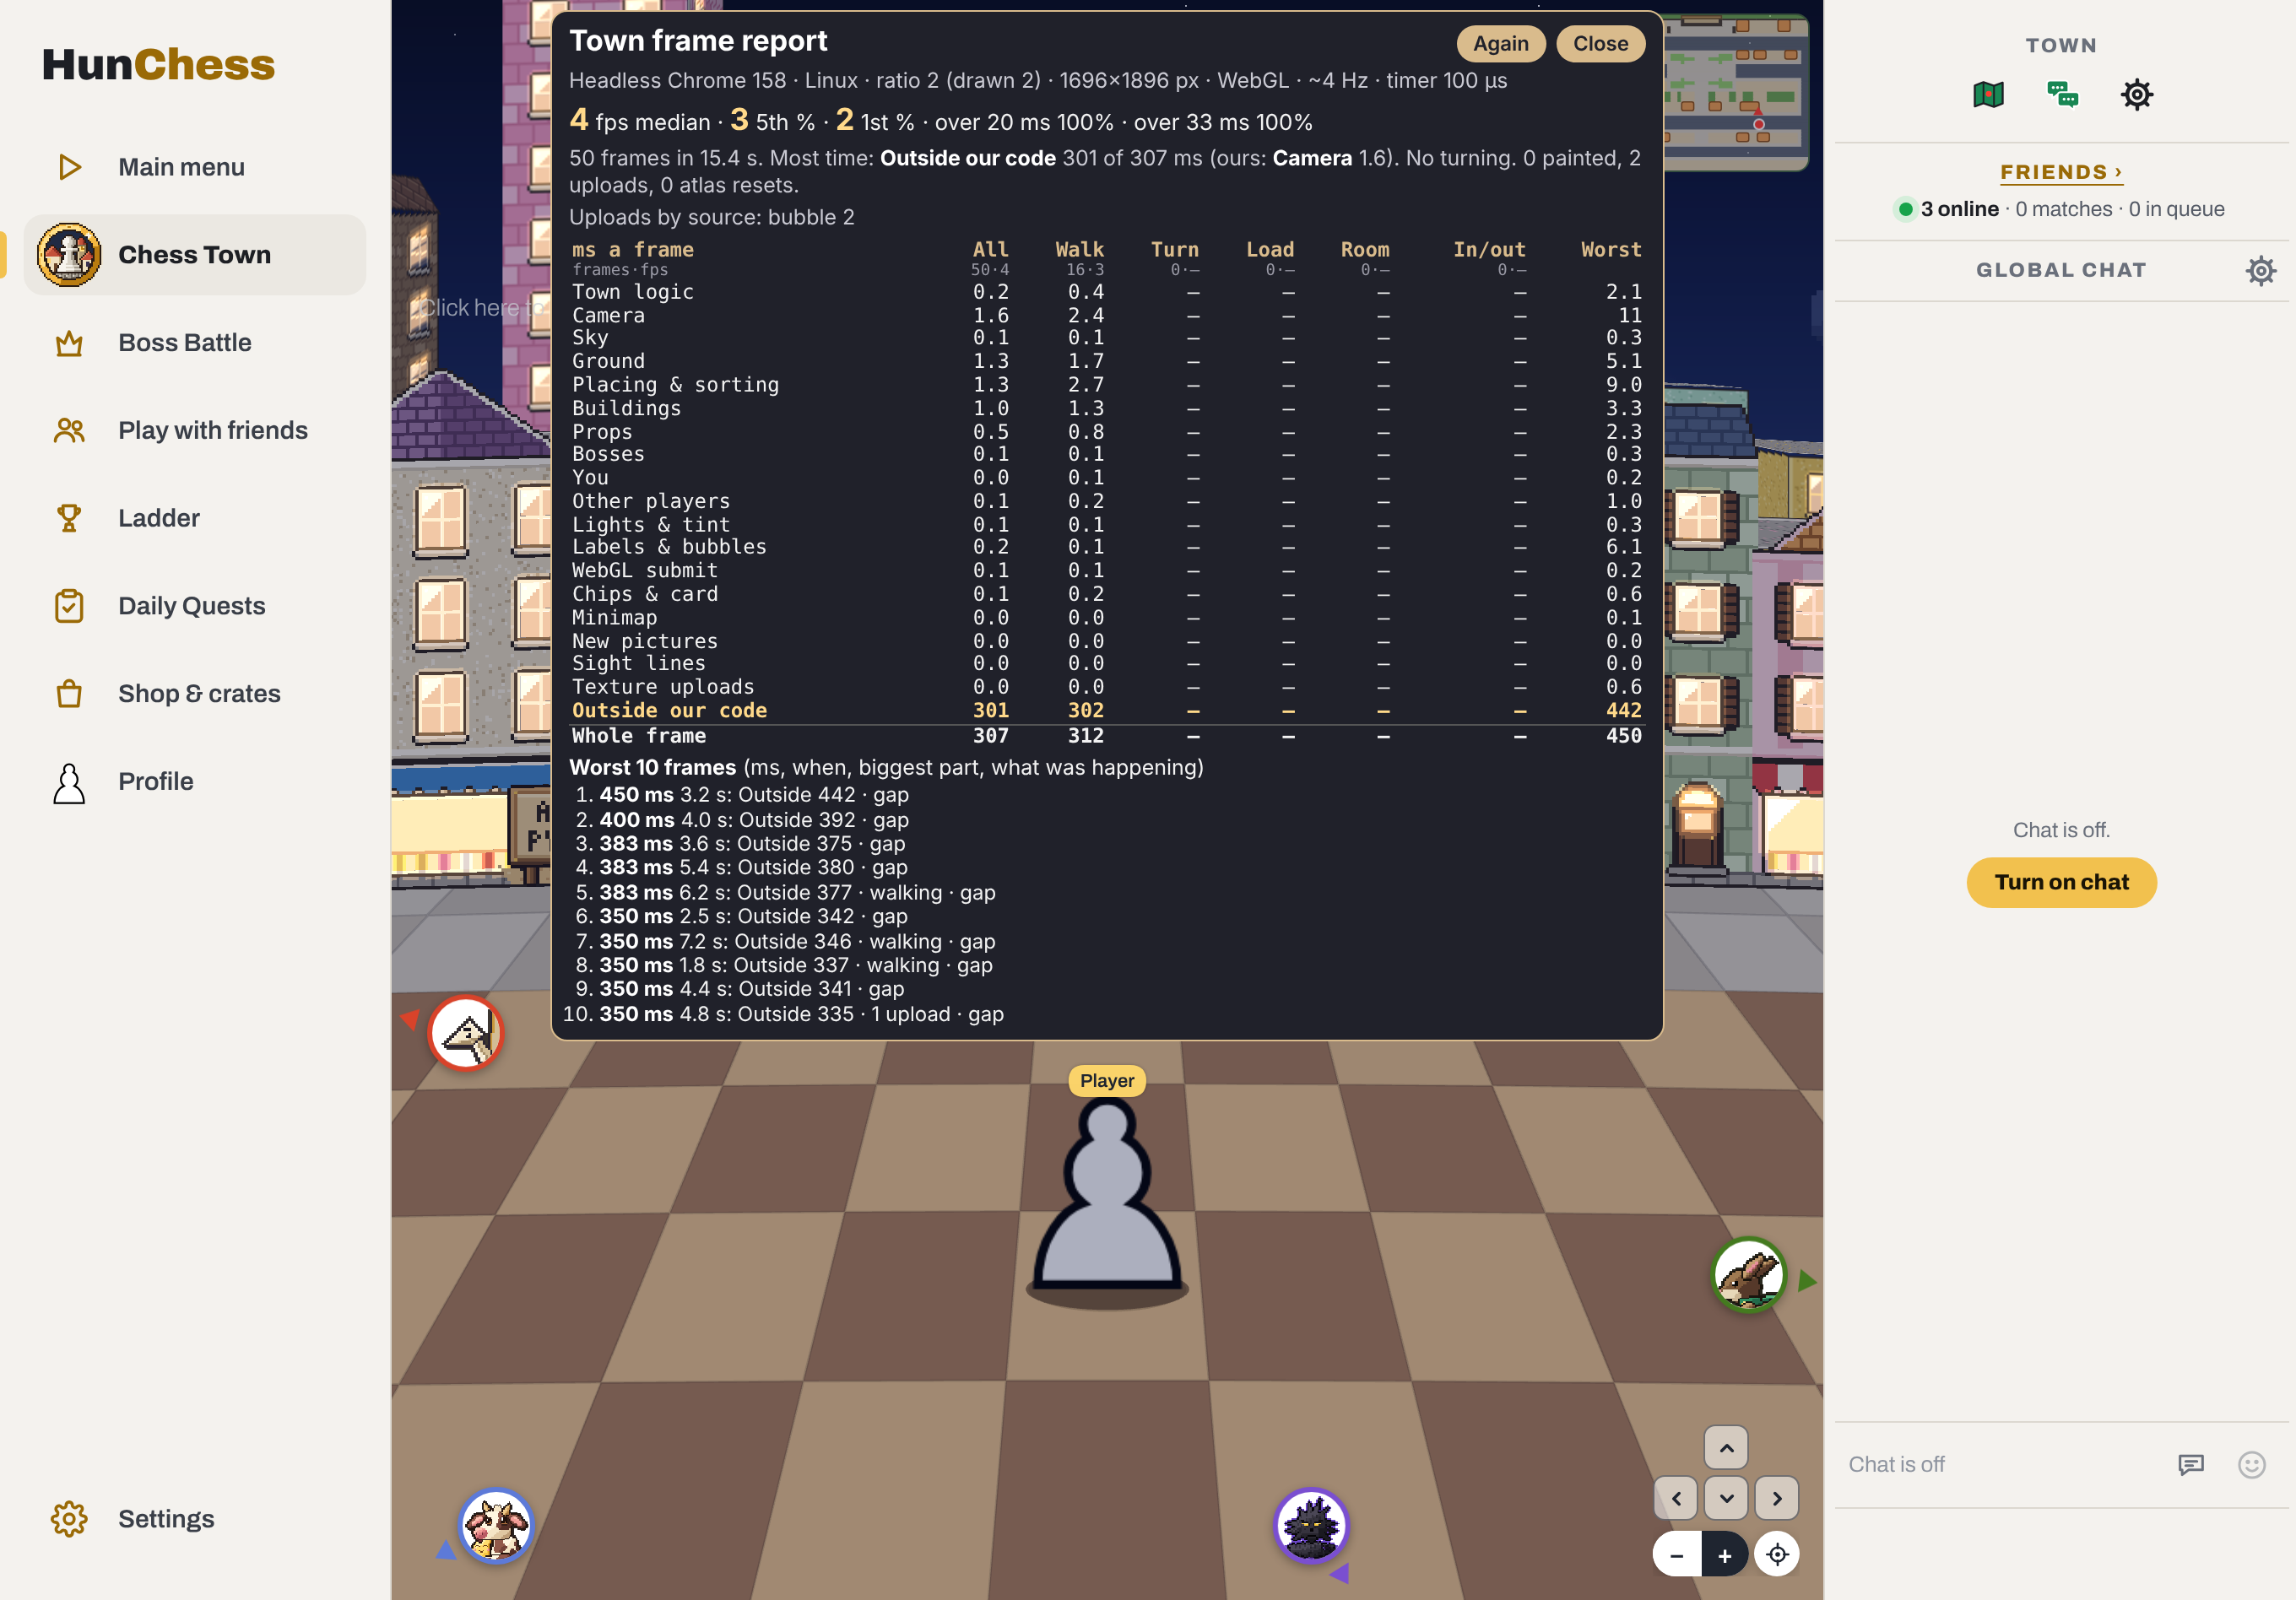 HunChess
Main menu
Chess Town
Boss Battle
Play with friends
Ladder
Daily Quests
Shop & crates
Profile
Settings
Click here to
Town frame report
Again
Close
Headless Chrome 158 · Linux · ratio 2 (drawn 2) · 1696×1896 px · WebGL · ~4 Hz · timer 100 µs
4 fps median · 3 5th % · 2 1st % · over 20 ms 100% · over 33 ms 100%
50 frames in 15.4 s. Most time: Outside our code 301 of 307 ms (ours: Camera 1.6). No turning. 0 painted, 2
uploads, 0 atlas resets.
Uploads by source: bubble 2
ms a frame All Walk Turn Load Room In/out Worst
frames·fps 50·4 16·3 0·— 0·— 0·— 0·—
Town logic 0.2 0.4 — — — — 2.1
Camera 1.6 2.4 — — — — 11
Sky 0.1 0.1 — — — — 0.3
Ground 1.3 1.7 — — — — 5.1
Placing & sorting 1.3 2.7 — — — — 9.0
Buildings 1.0 1.3 — — — — 3.3
Props 0.5 0.8 — — — — 2.3
Bosses 0.1 0.1 — — — — 0.3
You 0.0 0.1 — — — — 0.2
Other players 0.1 0.2 — — — — 1.0
Lights & tint 0.1 0.1 — — — — 0.3
Labels & bubbles 0.2 0.1 — — — — 6.1
WebGL submit 0.1 0.1 — — — — 0.2
Chips & card 0.1 0.2 — — — — 0.6
Minimap 0.0 0.0 — — — — 0.1
New pictures 0.0 0.0 — — — — 0.0
Sight lines 0.0 0.0 — — — — 0.0
Texture uploads 0.0 0.0 — — — — 0.6
Outside our code 301 302 — — — — 442
Whole frame 307 312 — — — — 450
Worst 10 frames (ms, when, biggest part, what was happening)
1. 450 ms 3.2 s: Outside 442 · gap
2. 400 ms 4.0 s: Outside 392 · gap
3. 383 ms 3.6 s: Outside 375 · gap
4. 383 ms 5.4 s: Outside 380 · gap
5. 383 ms 6.2 s: Outside 377 · walking · gap
6. 350 ms 2.5 s: Outside 342 · gap
7. 350 ms 7.2 s: Outside 346 · walking · gap
8. 350 ms 1.8 s: Outside 337 · walking · gap
9. 350 ms 4.4 s: Outside 341 · gap
10. 350 ms 4.8 s: Outside 335 · 1 upload · gap
Player
TOWN
FRIENDS ›
3 online · 0 matches · 0 in queue
GLOBAL CHAT
Chat is off.
Turn on chat
Chat is off